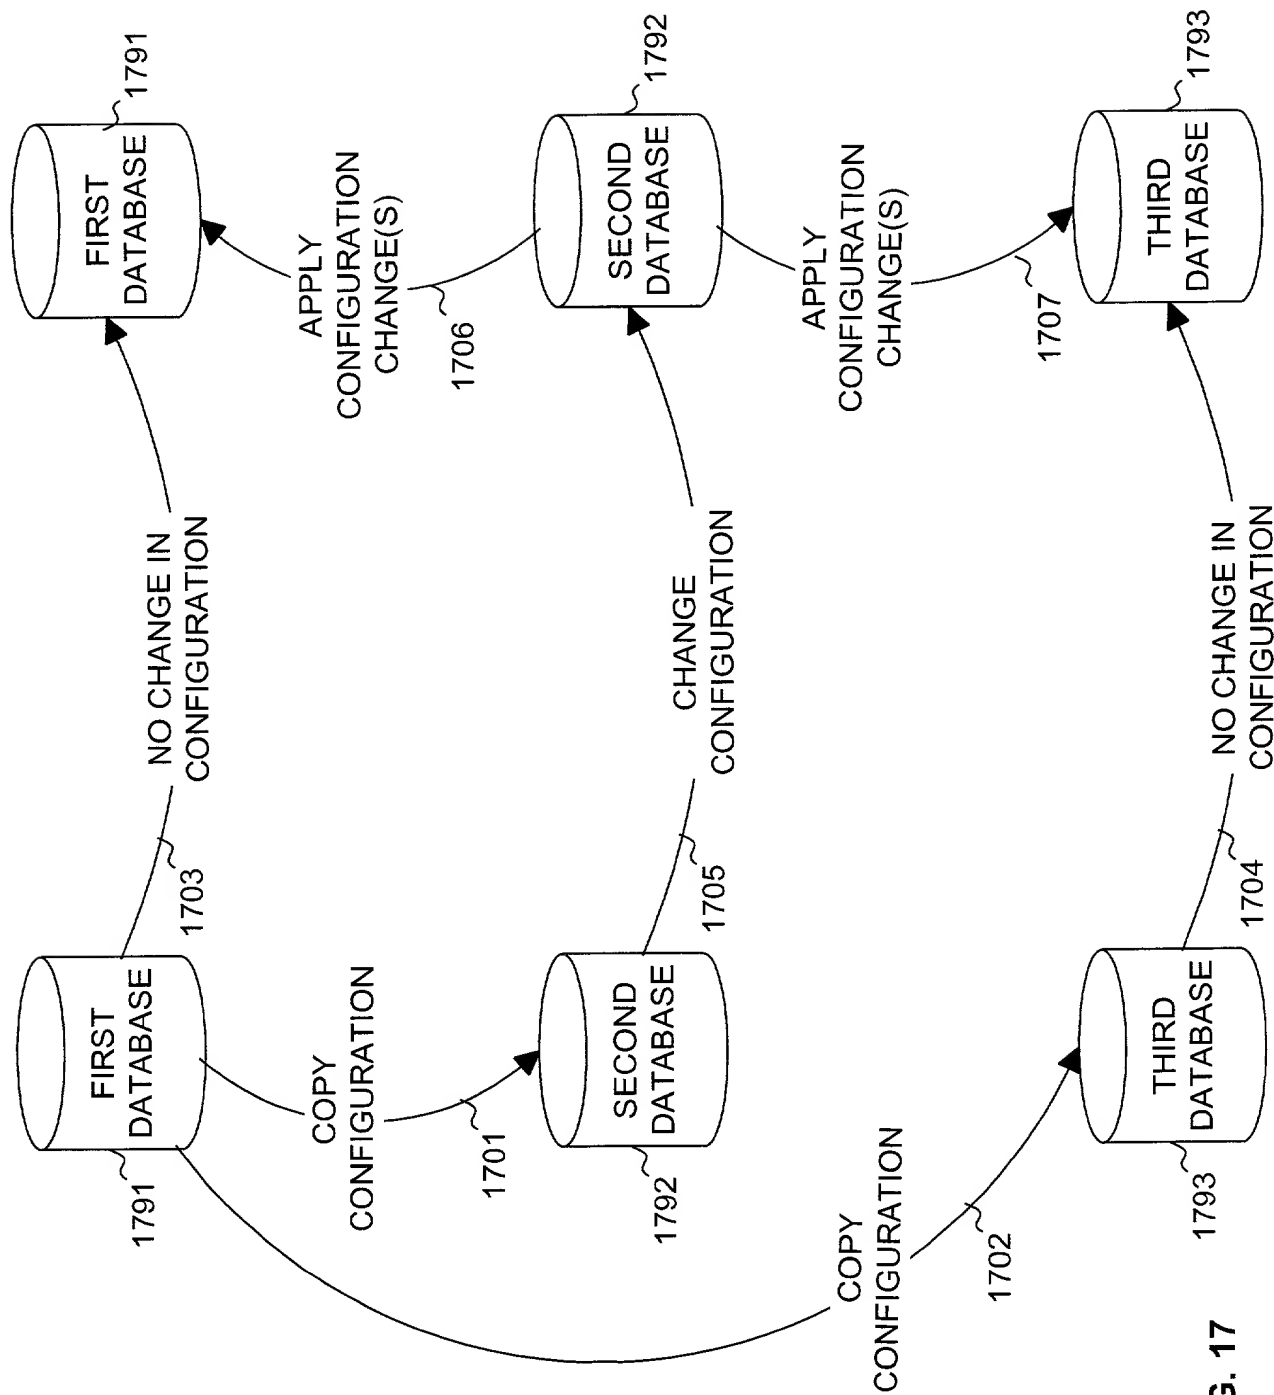 1791
FIRST
DATABASE
1703
NO CHANGE IN
CONFIGURATION
FIRST
DATABASE
1791
COPY
CONFIGURATION
1701
APPLY
CONFIGURATION
CHANGE(S)
1706
SECOND
DATABASE
1792
1705
CHANGE
CONFIGURATION
SECOND
DATABASE
1792
COPY
CONFIGURATION
1702
APPLY
CONFIGURATION
CHANGE(S)
1707
THIRD
DATABASE
1793
1704
NO CHANGE IN
CONFIGURATION
THIRD
DATABASE
1793
G. 17